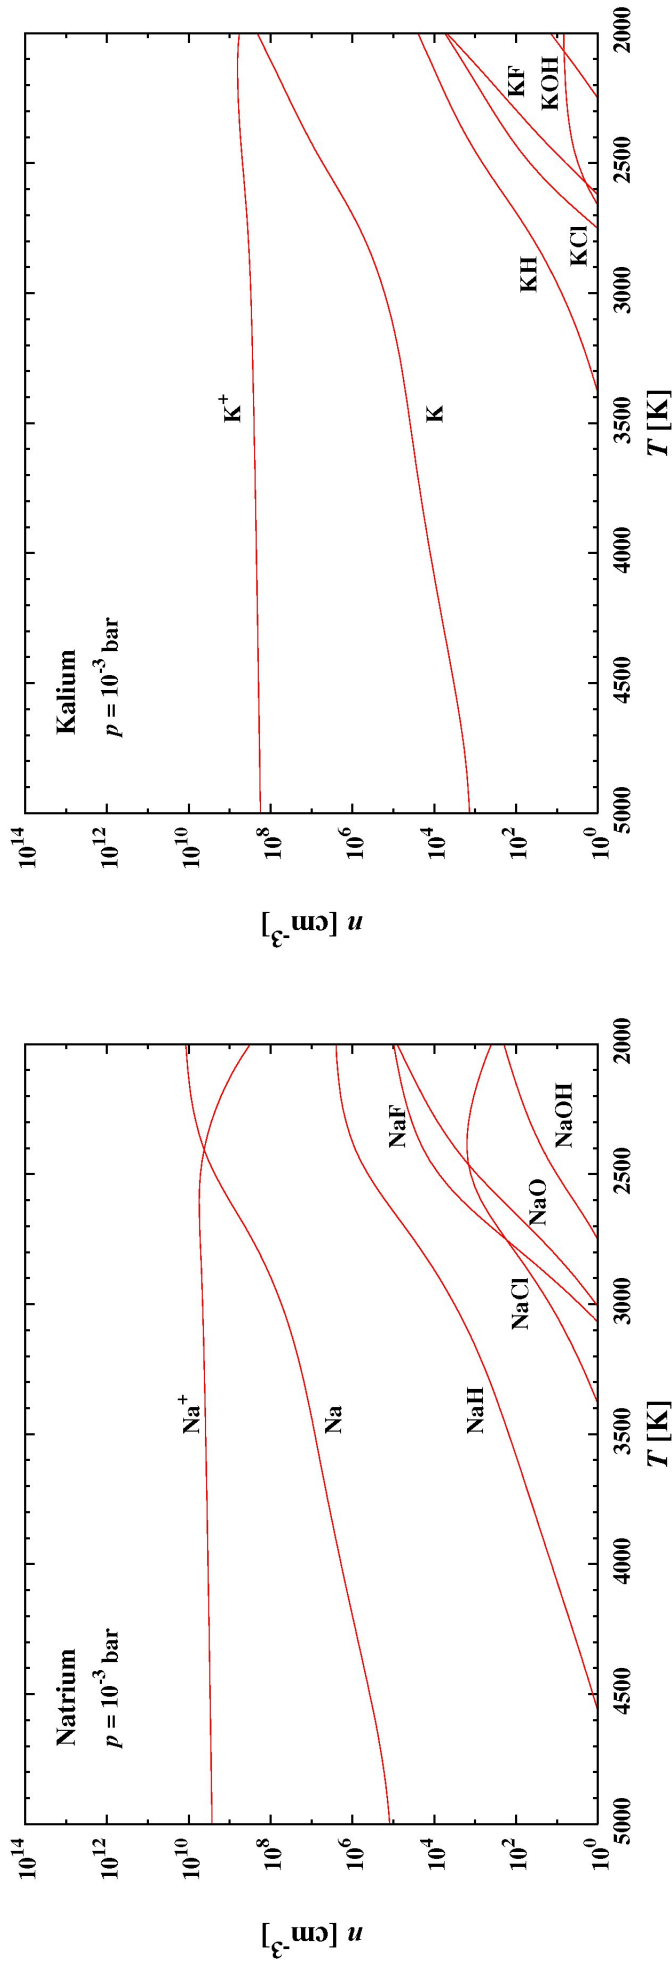 Natrium
p = 10⁻³ bar
n [cm⁻³]
10¹⁴
10¹²
10¹⁰
10⁸
10⁶
10⁴
10²
10⁰
Na⁺
Na
NaH
NaCl
NaF
NaO
NaOH
5000 4500 4000 3500 3000 2500 2000
T [K]
Kalium
p = 10⁻³ bar
n [cm⁻³]
10¹⁴
10¹²
10¹⁰
10⁸
10⁶
10⁴
10²
10⁰
K⁺
K
KH
KCl
KF
KOH
5000 4500 4000 3500 3000 2500 2000
T [K]